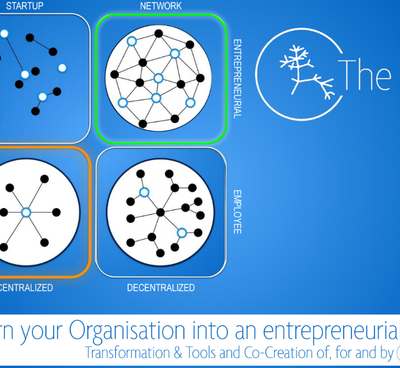 STARTUP
NETWORK
ENTREPRENEURIAL
The
EMPLOYEE
CENTRALIZED
DECENTRALIZED
rn your Organisation into an entrepreneurial
Transformation & Tools and Co-Creation of, for and by (